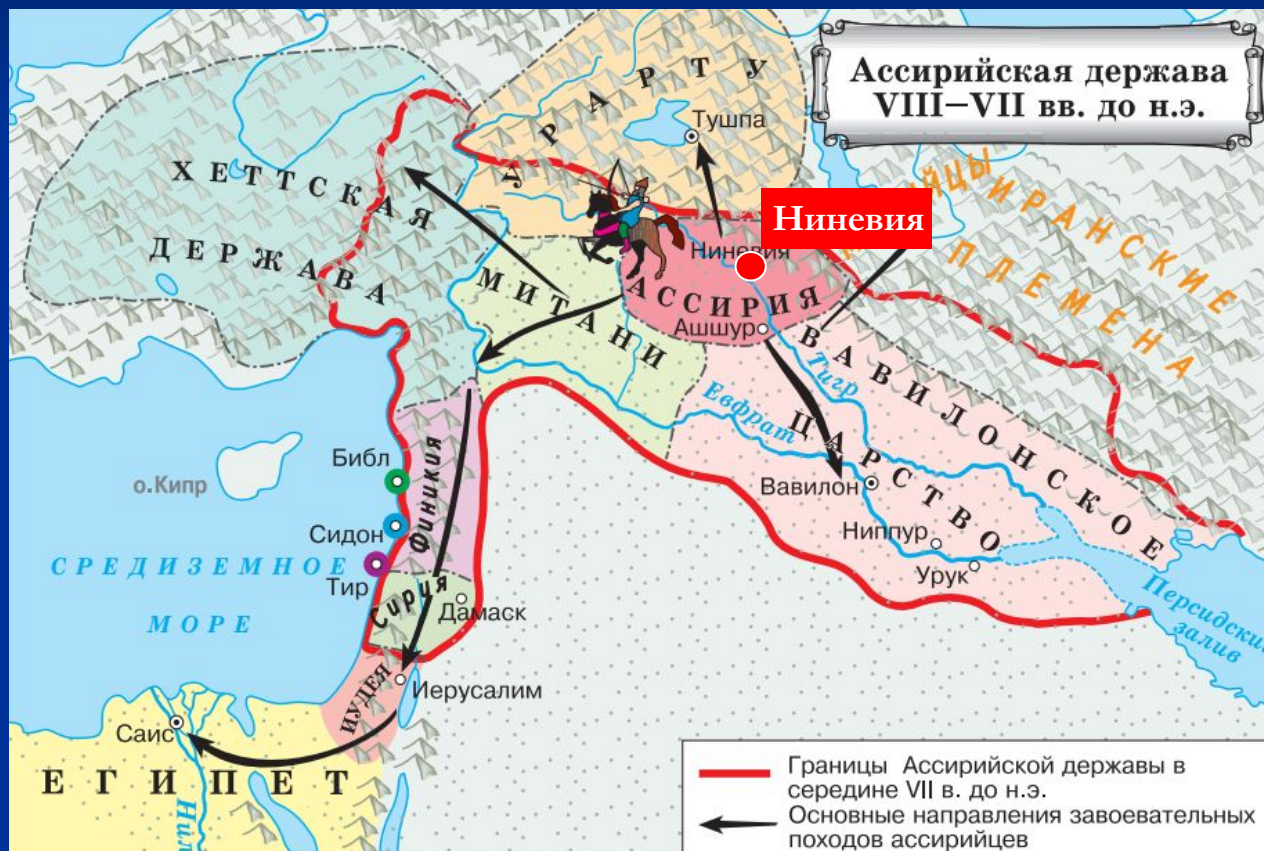 Ассирийская держава
VIII–VII вв. до н.э.
УРАРТУ
Тушпа
ХЕТТСКАЯ
ДЕРЖАВА
Ниневия
Ниневия
ИРАНСКИЕ
ПЛЕМЕНА
МИТАНИ
АССИРИЯ
Ашшур
ВАВИЛОНСКОЕ
ЦАРСТВО
Тигр
Евфрат
Библ
о.Кипр
Финикия
Вавилон
Сидон
Ниппур
СРЕДИЗЕМНОЕ
МОРЕ
Тир
Урук
Сирия
Дамаск
Персидский
залив
ИУДЕЯ
Иерусалим
Саис
ЕГИПЕТ
Нил
Границы Ассирийской державы в
середине VII в. до н.э.
Основные направления завоевательных
походов ассирийцев